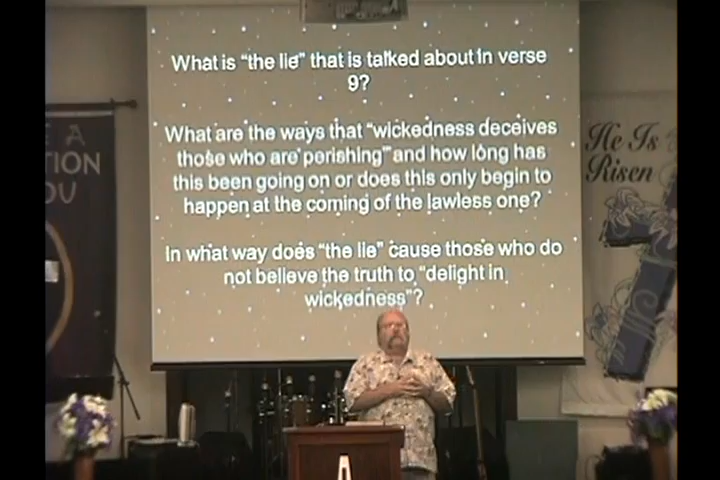 What is “the lie” that is talked about in verse
9?
What are the ways that “wickedness deceives
those who are perishing” and how long has
this been going on or does this only begin to
happen at the coming of the lawless one?
In what way does “the lie” cause those who do
not believe the truth to “delight in
wickedness”?
E A
TION
OU
He Is
Risen
A